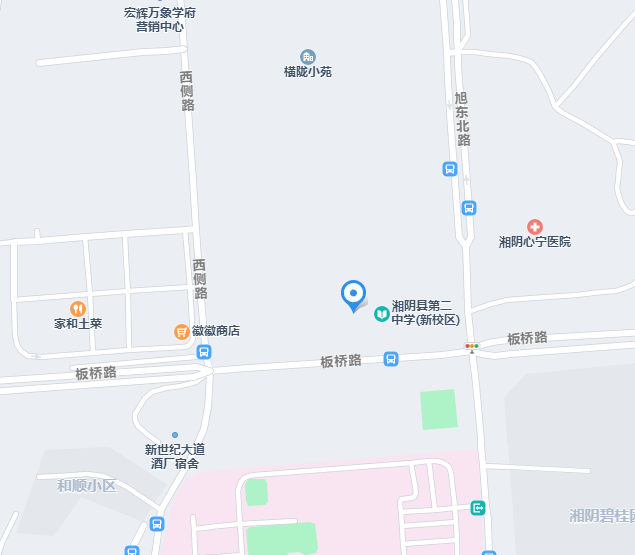 宏辉万象学府
营销中心
横陇小苑
西侧路
旭东北路
湘阴心宁医院
西侧路
湘阴县第二
中学(新校区)
家和土菜
徽徽商店
板桥路
板桥路
板桥路
新世纪大道
酒厂宿舍
和顺小区
湘阴碧桂园